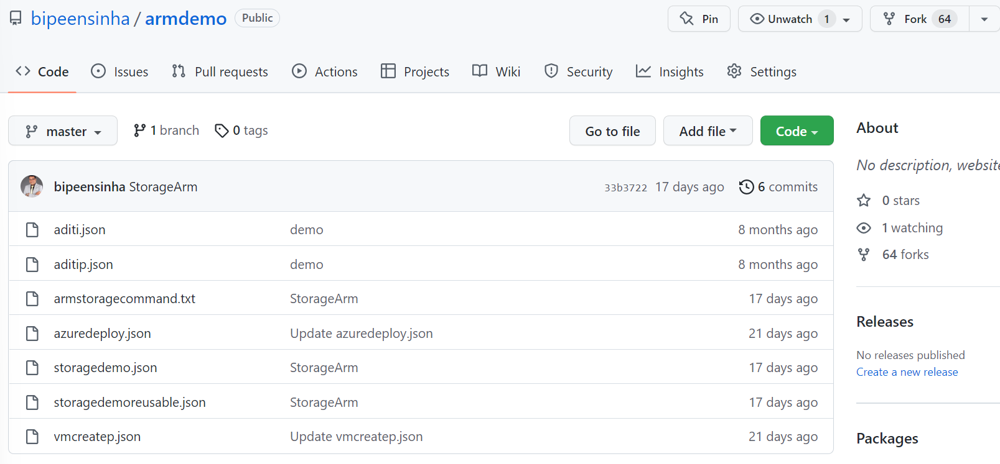 bipeensinha / armdemo Public Pin Unwatch 1 Fork 64
Code Issues Pull requests Actions Projects Wiki Security Insights Settings
master 1 branch 0 tags Go to file Add file Code
bipeensinha StorageArm 33b3722 17 days ago 6 commits
aditi.json demo 8 months ago
aditip.json demo 8 months ago
armstoragecommand.txt StorageArm 17 days ago
azuredeploy.json Update azuredeploy.json 21 days ago
storagedemo.json StorageArm 17 days ago
storagedemoreusable.json StorageArm 17 days ago
vmcreatep.json Update vmcreatep.json 21 days ago
About
No description, website
0 stars
1 watching
64 forks
Releases
No releases published
Create a new release
Packages